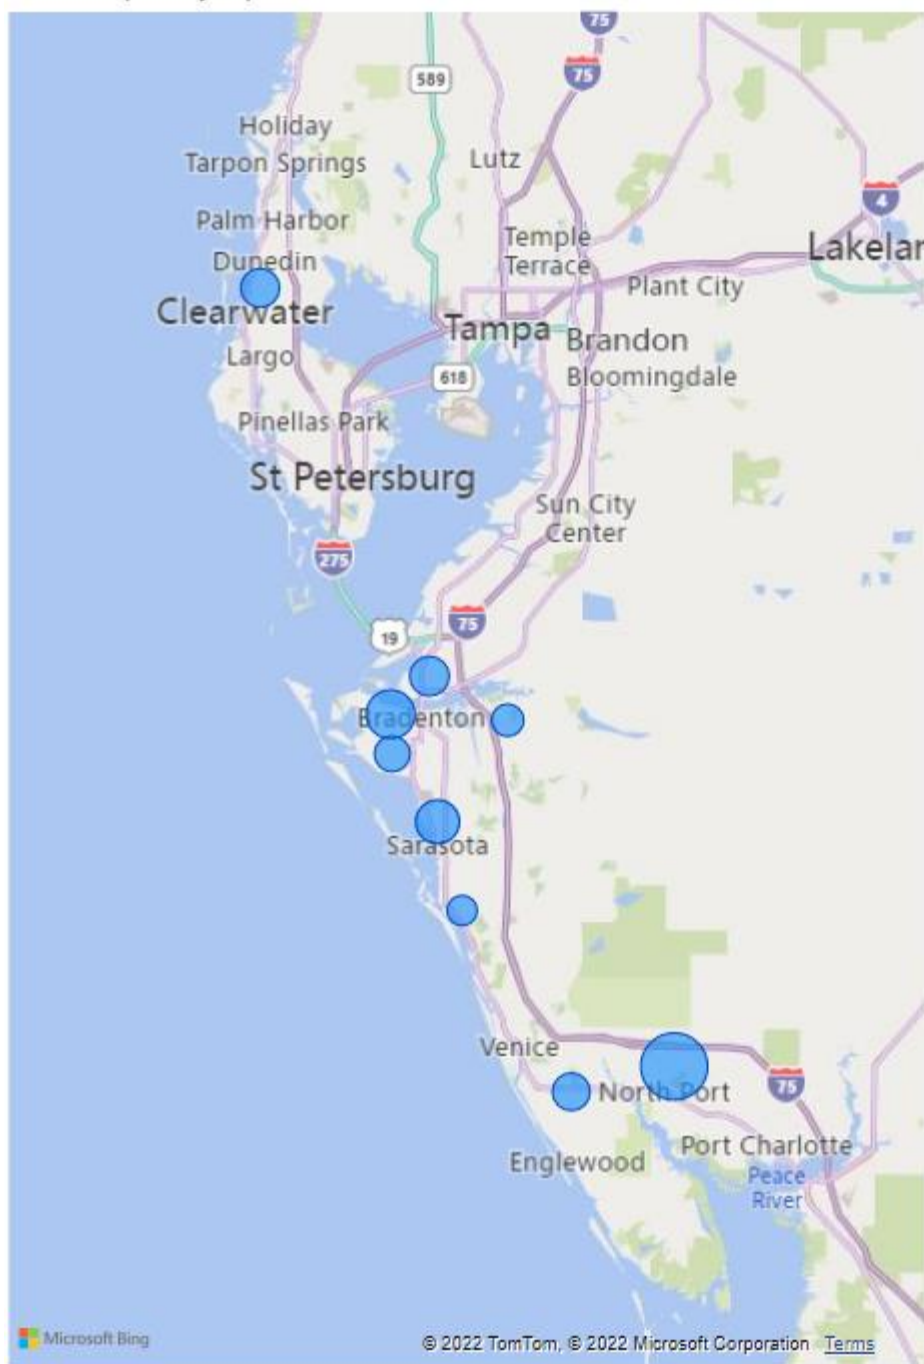 75
75
589
Holiday
Tarpon Springs
Lutz
4
Palm Harbor
Temple
Terrace
Lakelan
Dunedin
Plant City
Clearwater
Tampa
Brandon
Largo
618
Bloomingdale
Pinellas Park
St Petersburg
Sun City
Center
275
75
19
Bradenton
Sarasota
Venice
North Port
75
Port Charlotte
Englewood
Peace
River
Microsoft Bing
© 2022 TomTom, © 2022 Microsoft Corporation Terms